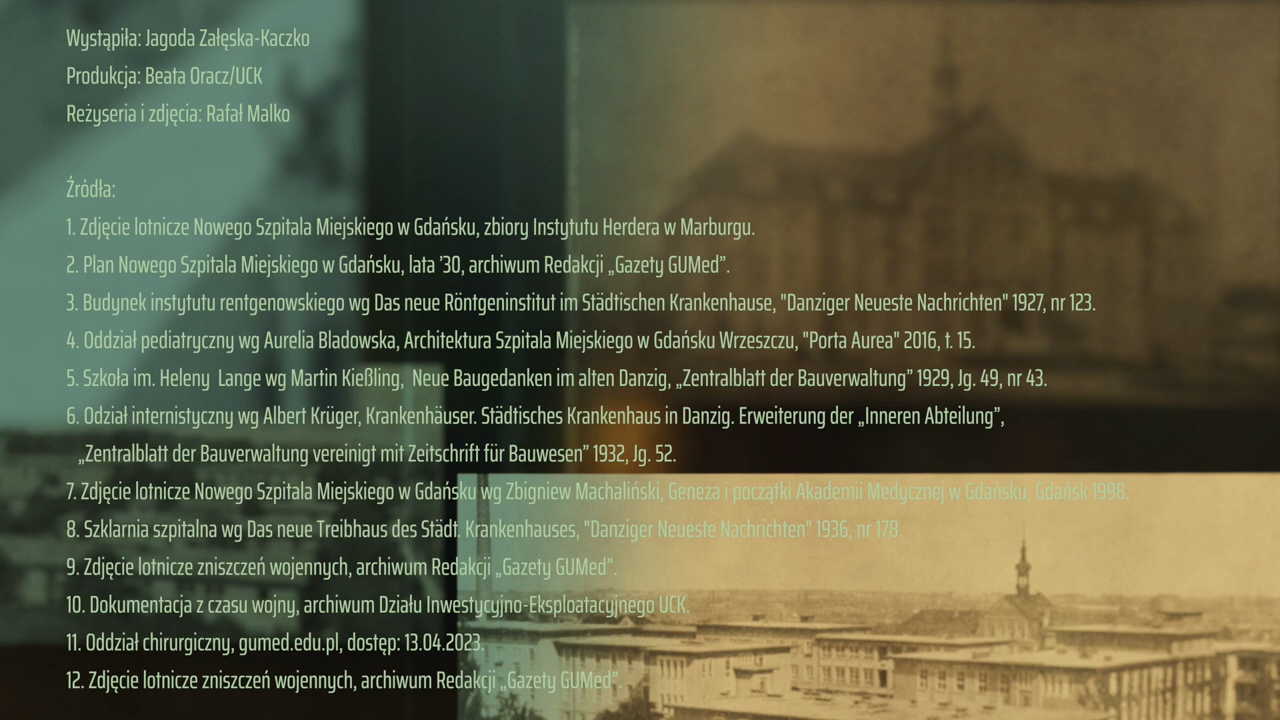 Wystąpiła: Jagoda Załęska-Kaczko
Produkcja: Beata Oracz/UCK
Reżyseria i zdjęcia: Rafał Malko
Źródła:
1. Zdjęcie lotnicze Nowego Szpitala Miejskiego w Gdańsku, zbiory Instytutu Herdera w Marburgu.
2. Plan Nowego Szpitala Miejskiego w Gdańsku, lata ’30, archiwum Redakcji „Gazety GUMed”.
3. Budynek instytutu rentgenowskiego wg Das neue Röntgeninstitut im Städtischen Krankenhause, "Danziger Neueste Nachrichten" 1927, nr 123.
4. Oddział pediatryczny wg Aurelia Bladowska, Architektura Szpitala Miejskiego w Gdańsku Wrzeszczu, "Porta Aurea" 2016, t. 15.
5. Szkoła im. Heleny  Lange wg Martin Kießling,  Neue Baugedanken im alten Danzig, „Zentralblatt der Bauverwaltung” 1929, Jg. 49, nr 43.
6. Odział internistyczny wg Albert Krüger, Krankenhäuser. Städtisches Krankenhaus in Danzig. Erweiterung der „Inneren Abteilung”,
„Zentralblatt der Bauverwaltung vereinigt mit Zeitschrift für Bauwesen” 1932, Jg. 52.
7. Zdjęcie lotnicze Nowego Szpitala Miejskiego w Gdańsku wg Zbigniew Machaliński, Geneza i początki Akademii Medycznej w Gdańsku, Gdańsk 1998.
8. Szklarnia szpitalna wg Das neue Treibhaus des Städt. Krankenhauses, "Danziger Neueste Nachrichten" 1936, nr 178.
9. Zdjęcie lotnicze zniszczeń wojennych, archiwum Redakcji „Gazety GUMed”.
10. Dokumentacja z czasu wojny, archiwum Działu Inwestycyjno-Eksploatacyjnego UCK.
11. Oddział chirurgiczny, gumed.edu.pl, dostęp: 13.04.2023.
12. Zdjęcie lotnicze zniszczeń wojennych, archiwum Redakcji „Gazety GUMed”.